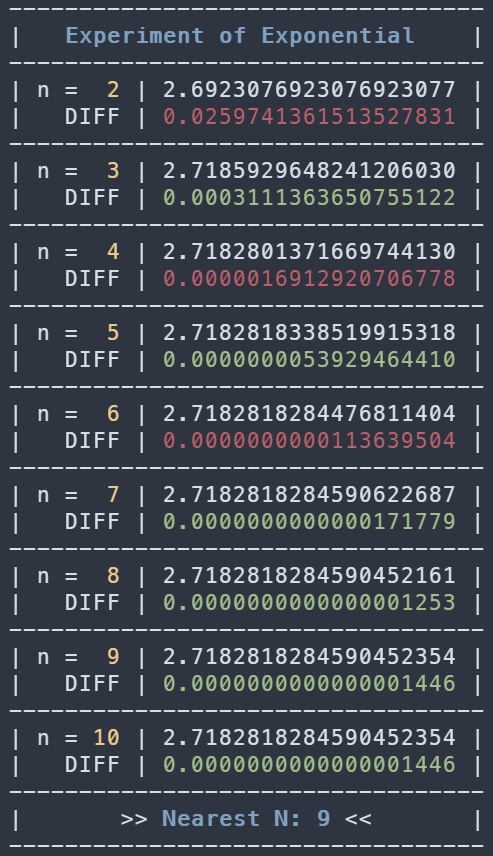 Experiment of Exponential
| n =  2 | 2.6923076923076923077 |
|   DIFF | 0.0259741361513527831 |
| n =  3 | 2.7185929648241206030 |
|   DIFF | 0.0003111363650755122 |
| n =  4 | 2.7182801371669744130 |
|   DIFF | 0.0000016912920706778 |
| n =  5 | 2.7182818338519915318 |
|   DIFF | 0.0000000053929464410 |
| n =  6 | 2.7182818284476811404 |
|   DIFF | 0.0000000000113639504 |
| n =  7 | 2.7182818284590622687 |
|   DIFF | 0.0000000000000171779 |
| n =  8 | 2.7182818284590452161 |
|   DIFF | 0.0000000000000001253 |
| n =  9 | 2.7182818284590452354 |
|   DIFF | 0.0000000000000001446 |
| n = 10 | 2.7182818284590452354 |
|   DIFF | 0.0000000000000001446 |
>> Nearest N: 9 <<